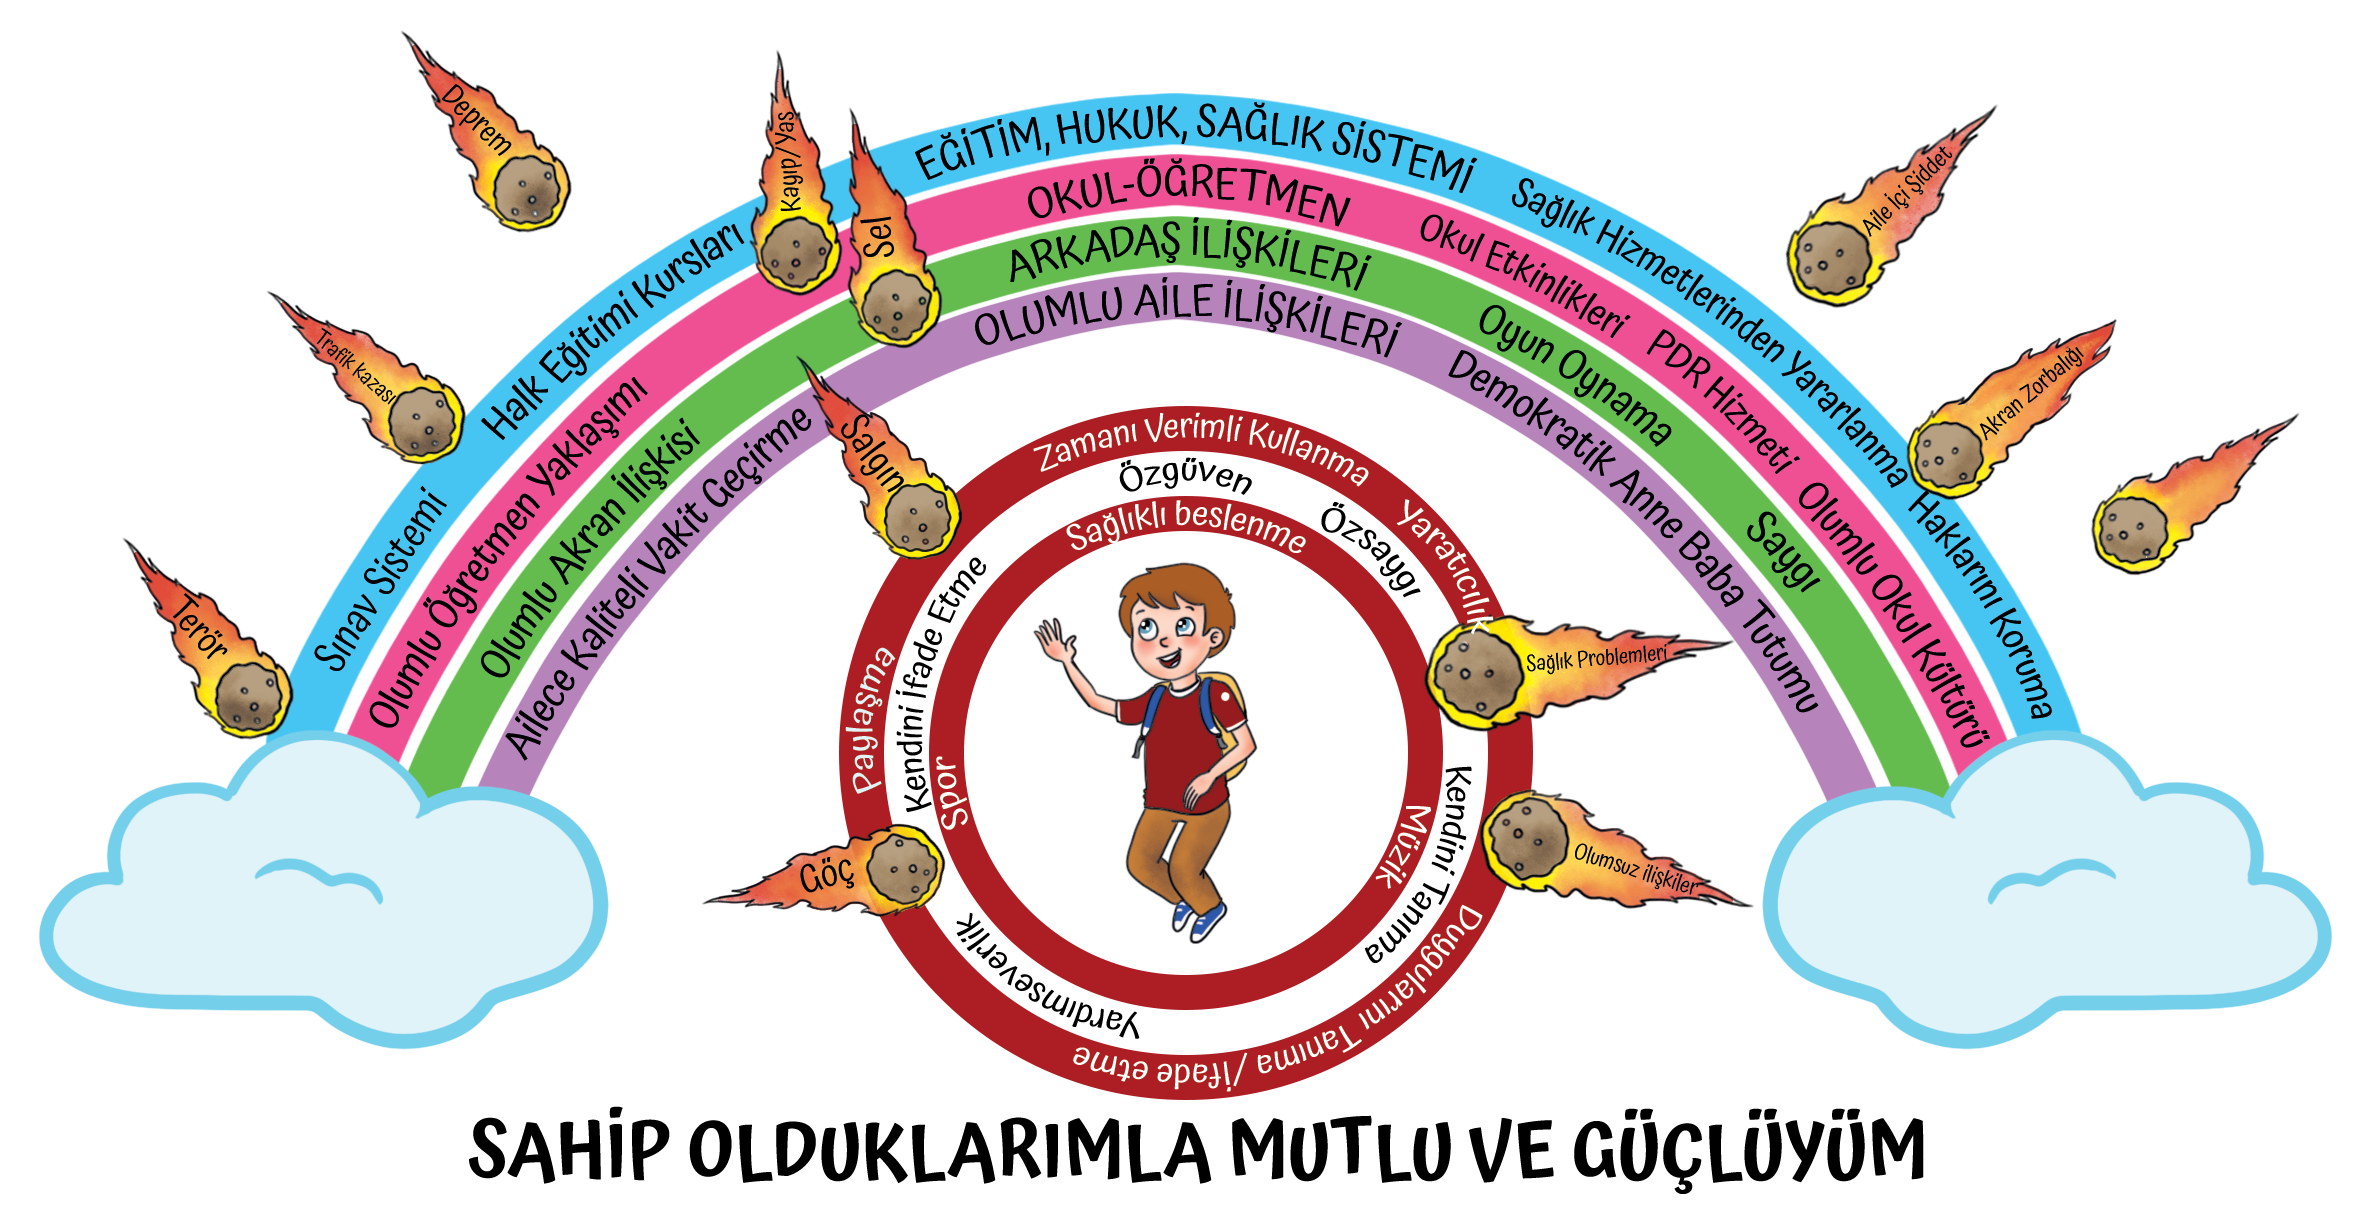 Deprem
Kayıp/Yas
Sel
Trafik kazası
Terör
Salgın
Göç
Aile İçi Şiddet
Akran Zorbalığı
Sağlık Problemleri
Olumsuz ilişkiler
Sınav Sistemi
Halk Eğitimi Kursları
EĞİTİM, HUKUK, SAĞLIK SİSTEMİ
Sağlık Hizmetlerinden Yararlanma
Haklarını Koruma
Olumlu Öğretmen Yaklaşımı
OKUL-ÖĞRETMEN
Okul Etkinlikleri
PDR Hizmeti
Olumlu Okul Kültürü
Olumlu Akran İlişkisi
ARKADAŞ İLİŞKİLERİ
Oyun Oynama
Saygı
Ailece Kaliteli Vakit Geçirme
OLUMLU AİLE İLİŞKİLERİ
Demokratik Anne Baba Tutumu
Paylaşma
Zamanı Verimli Kullanma
Yaratıcılık
Duygularını Tanıma /İfade etme
Kendini İfade Etme
Özgüven
Özsaygı
Kendini Tanıma
Yardımseverlik
Spor
Sağlıklı beslenme
Müzik
SAHİP OLDUKLARIMLA MUTLU VE GÜÇLÜYÜM